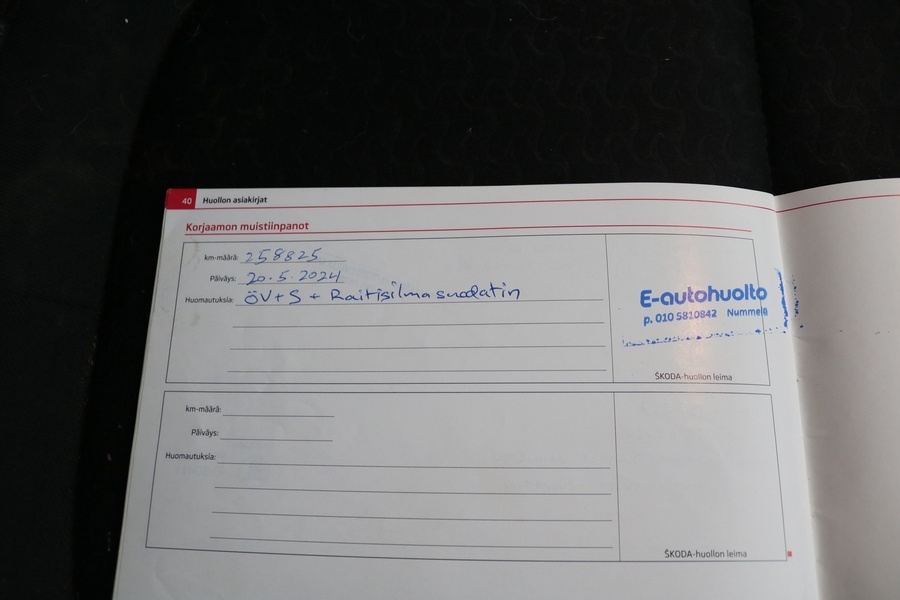 40 Huollon asiakirjat
Korjaamon muistiinpanot
km-määrä: 258825
Päiväys: 20.5.2024
Huomautuksia: ÖV+S + Raitisilmasuodatin
E-autohuolto
p. 010 5810842 Nummela
ŠKODA-huollon leima
km-määrä:
Päiväys:
Huomautuksia:
ŠKODA-huollon leima